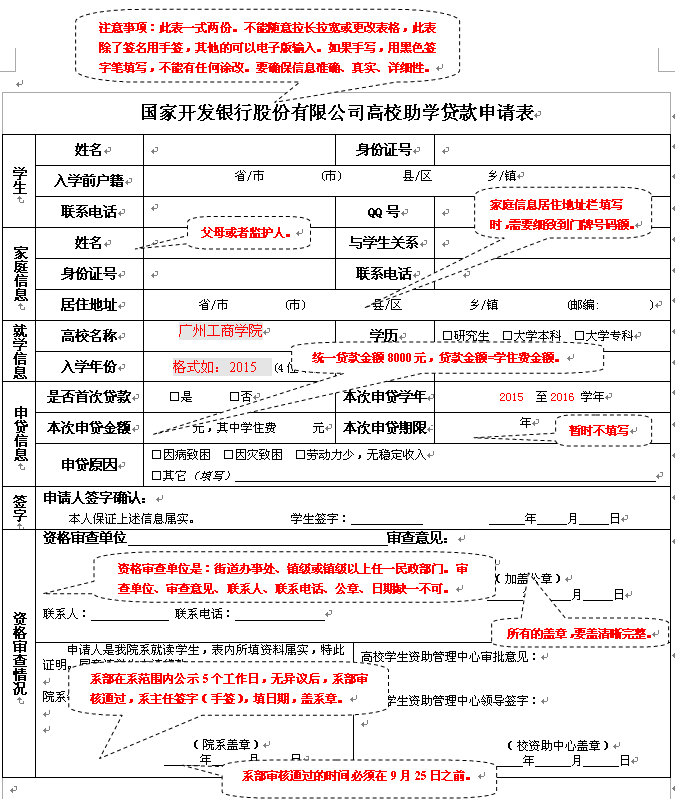 注意事项：此表一式两份。不能随意拉长拉宽或更改表格，此表
除了签名用手签，其他的可以电子版输入。如果手写，用黑色签
字笔填写，不能有任何涂改。要确保信息准确、真实、详细性。
国家开发银行股份有限公司高校助学贷款申请表
学生
姓名 身份证号
入学前户籍 省/市 (市) 县/区 乡/镇
联系电话 QQ号
家庭信息居住地址栏填写
时,需要细致到门牌号码额。
家庭信息
姓名 父母或者监护人。 与学生关系
身份证号 联系电话
居住地址 省/市 (市) 县/区 乡/镇 (邮编: )
就学信息
高校名称 广州工商学院 学历 □研究生 □大学本科 □大学专科
入学年份 格式如：2015 (4
统一贷款金额8000元，贷款金额=学住费金额。
申贷信息
是否首次贷款 □是 □否 本次申贷学年 2015 至2016 学年
本次申贷金额 元，其中学住费 元 本次申贷期限 年
暂时不填写
申贷原因 □因病致困 □因灾致困 □劳动力少，无稳定收入
□其它（填写）
签字
申请人签字确认：
本人保证上述信息属实。 学生签字： 年 月 日
资格审查情况
资格审查单位 审查意见：
资格审查单位是：街道办事处、镇级或镇级以上任一民政部门。审
查单位、审查意见、联系人、联系电话、公章、日期缺一不可。
（加盖公章）
月 日
联系人： 联系电话：
所有的盖章,要盖清晰完整。
申请人是我院系就读学生，表内所填资料属实，特此
证明，
高校学生资助管理中心审批意见：
系部在系范围内公示5个工作日，无异议后，系部审
核通过，系主任签字（手签），填日期，盖系章。
院系
学生资助管理中心领导签字：
（院系盖章） （校资助中心盖章）
年 月 日 年 月 日
系部审核通过的时间必须在9月25日之前。